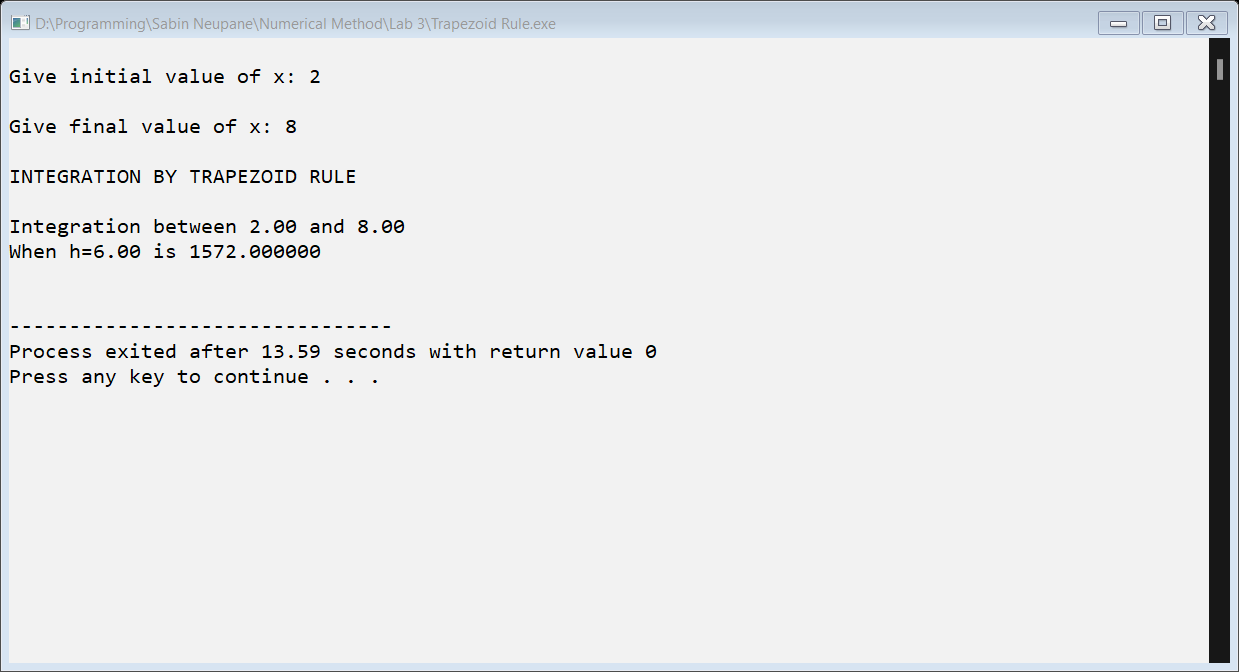 D:\Programming\Sabin Neupane\Numerical Method\Lab 3\Trapezoid Rule.exe
Give initial value of x: 2
Give final value of x: 8
INTEGRATION BY TRAPEZOID RULE
Integration between 2.00 and 8.00
When h=6.00 is 1572.000000
--------------------------------
Process exited after 13.59 seconds with return value 0
Press any key to continue . . .